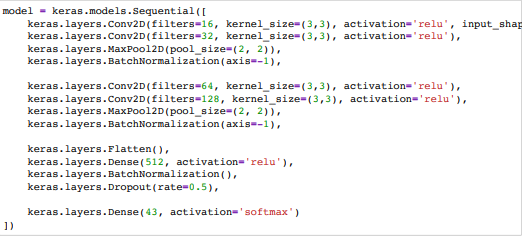 model = keras.models.Sequential([
    keras.layers.Conv2D(filters=16, kernel_size=(3,3), activation='relu', input_shap
    keras.layers.Conv2D(filters=32, kernel_size=(3,3), activation='relu'),
    keras.layers.MaxPool2D(pool_size=(2, 2)),
    keras.layers.BatchNormalization(axis=-1),

    keras.layers.Conv2D(filters=64, kernel_size=(3,3), activation='relu'),
    keras.layers.Conv2D(filters=128, kernel_size=(3,3), activation='relu'),
    keras.layers.MaxPool2D(pool_size=(2, 2)),
    keras.layers.BatchNormalization(axis=-1),

    keras.layers.Flatten(),
    keras.layers.Dense(512, activation='relu'),
    keras.layers.BatchNormalization(),
    keras.layers.Dropout(rate=0.5),

    keras.layers.Dense(43, activation='softmax')
])